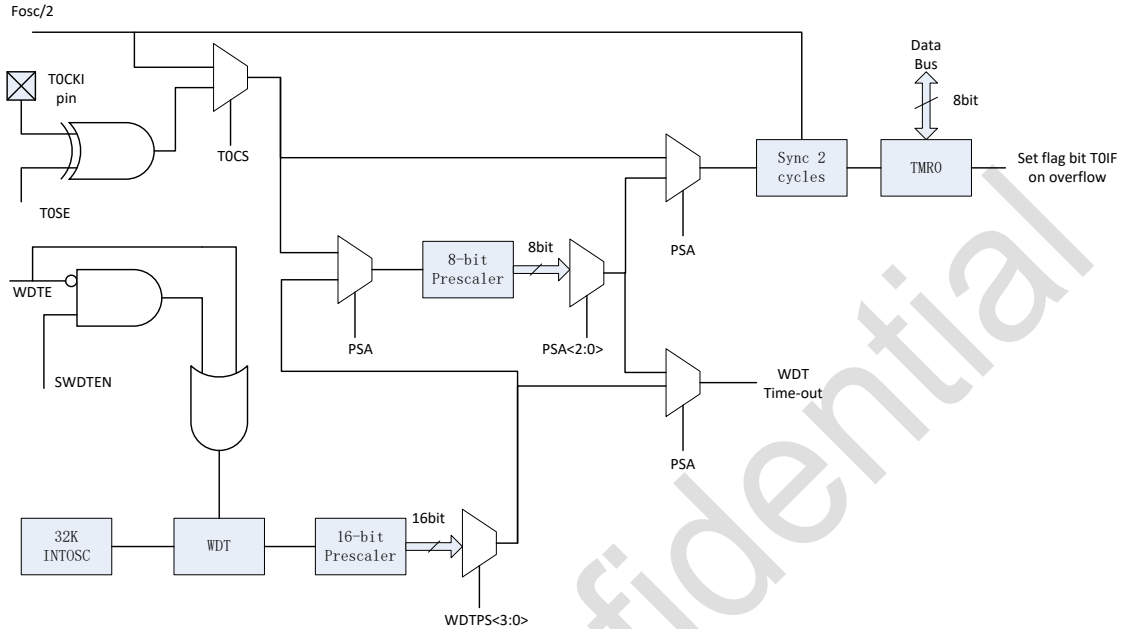 Fosc/2
T0CKI
pin
T0CS
T0SE
Data
Bus
8bit
Sync 2
cycles
TMR0
Set flag bit T0IF
on overflow
PSA
WDTE
SWDTEN
8-bit
Prescaler
8bit
PSA
PSA<2:0>
WDT
Time-out
PSA
32K
INTOSC
WDT
16-bit
Prescaler
16bit
WDTPS<3:0>
fidential